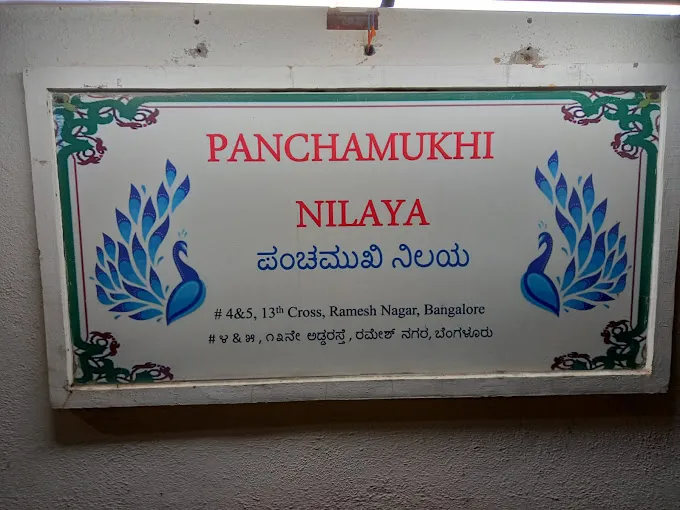 PANCHAMUKHI
NILAYA
ಪಂಚಮುಖಿ ನಿಲಯ
# 4&5, 13th Cross, Ramesh Nagar, Bangalore
# ೪ & ೫ , ೧೩ನೇ ಅಡ್ಡರಸ್ತೆ , ರಮೇಶ್ ನಗರ, ಬೆಂಗಳೂರು